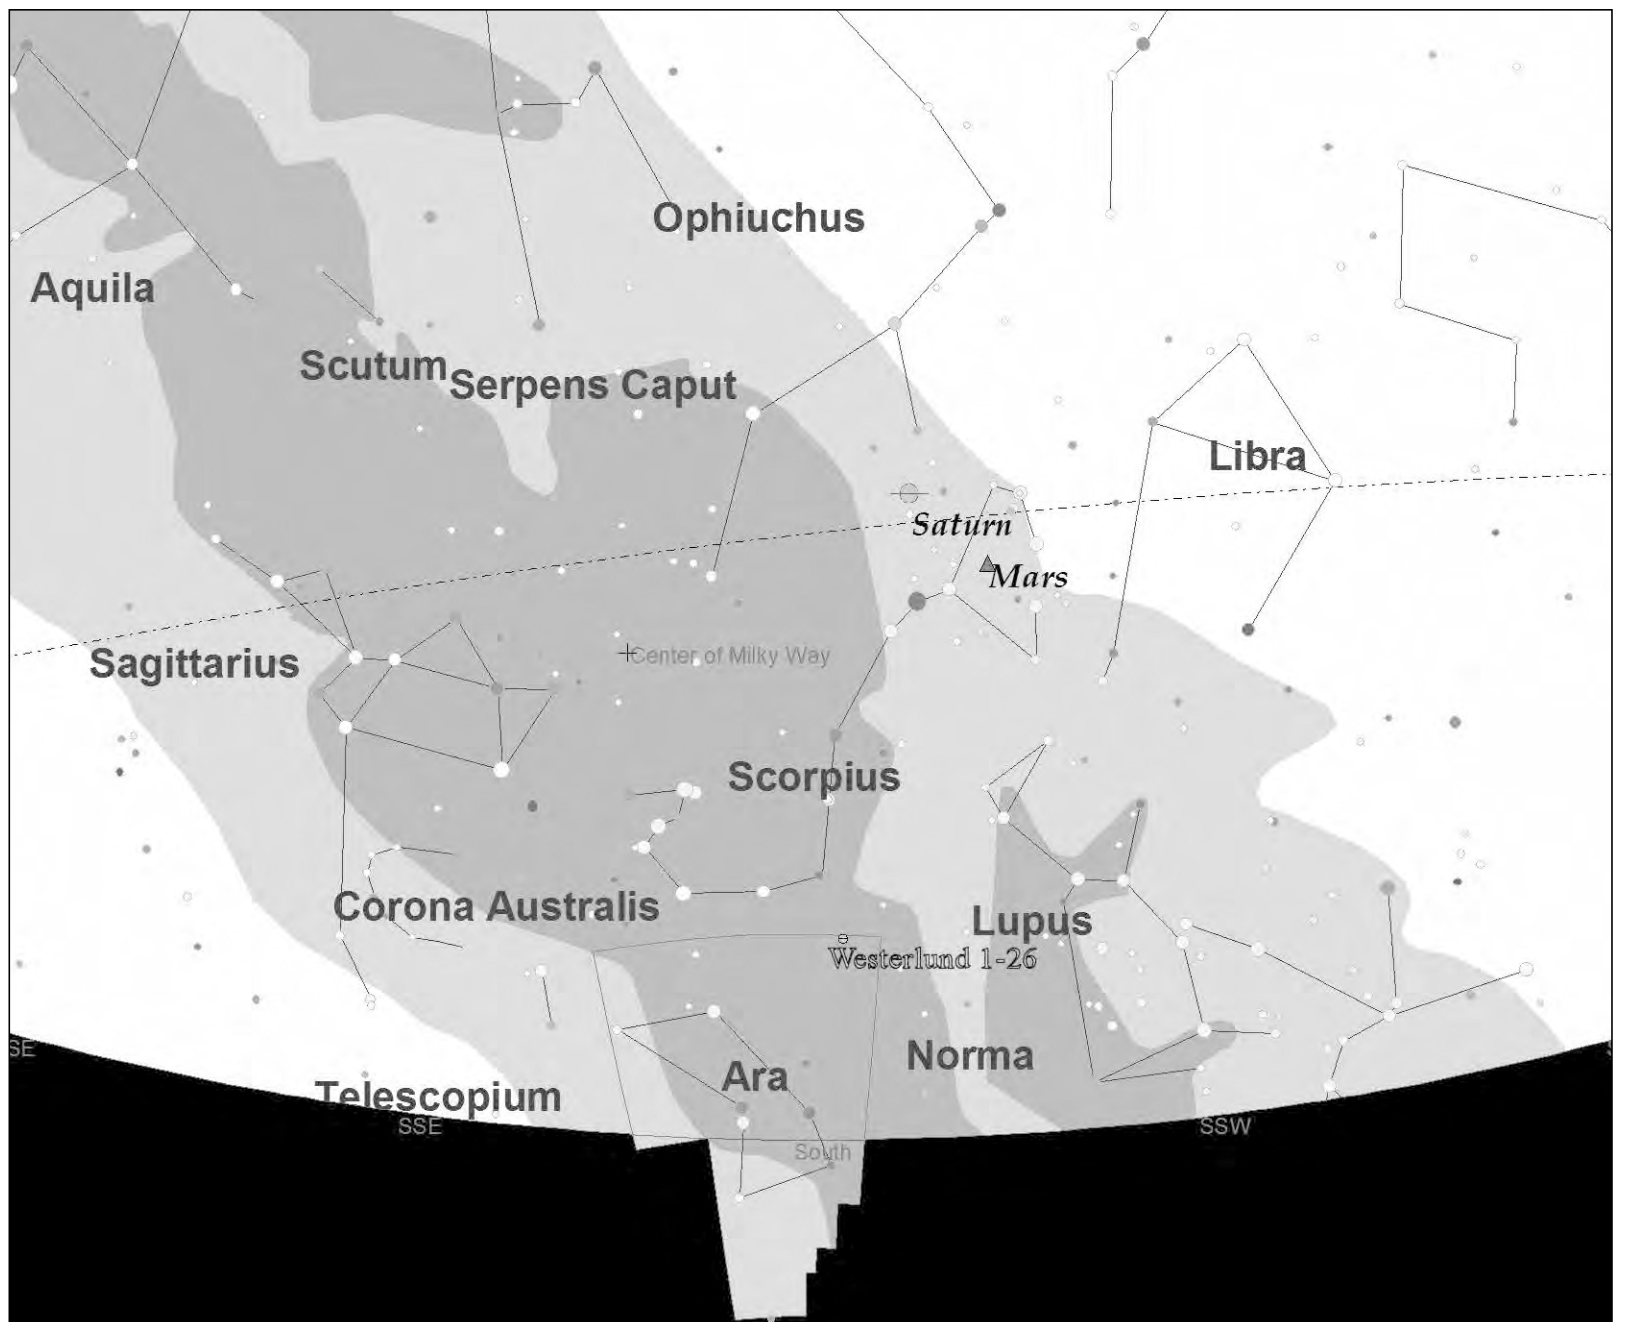 Ophiuchus
Aquila
Scutum
Serpens Caput
Libra
Saturn
Mars
Sagittarius
Center of Milky Way
Scorpius
Corona Australis
Lupus
Westerlund 1-26
SE
Norma
Ara
Telescopium
SSE
SSW
South